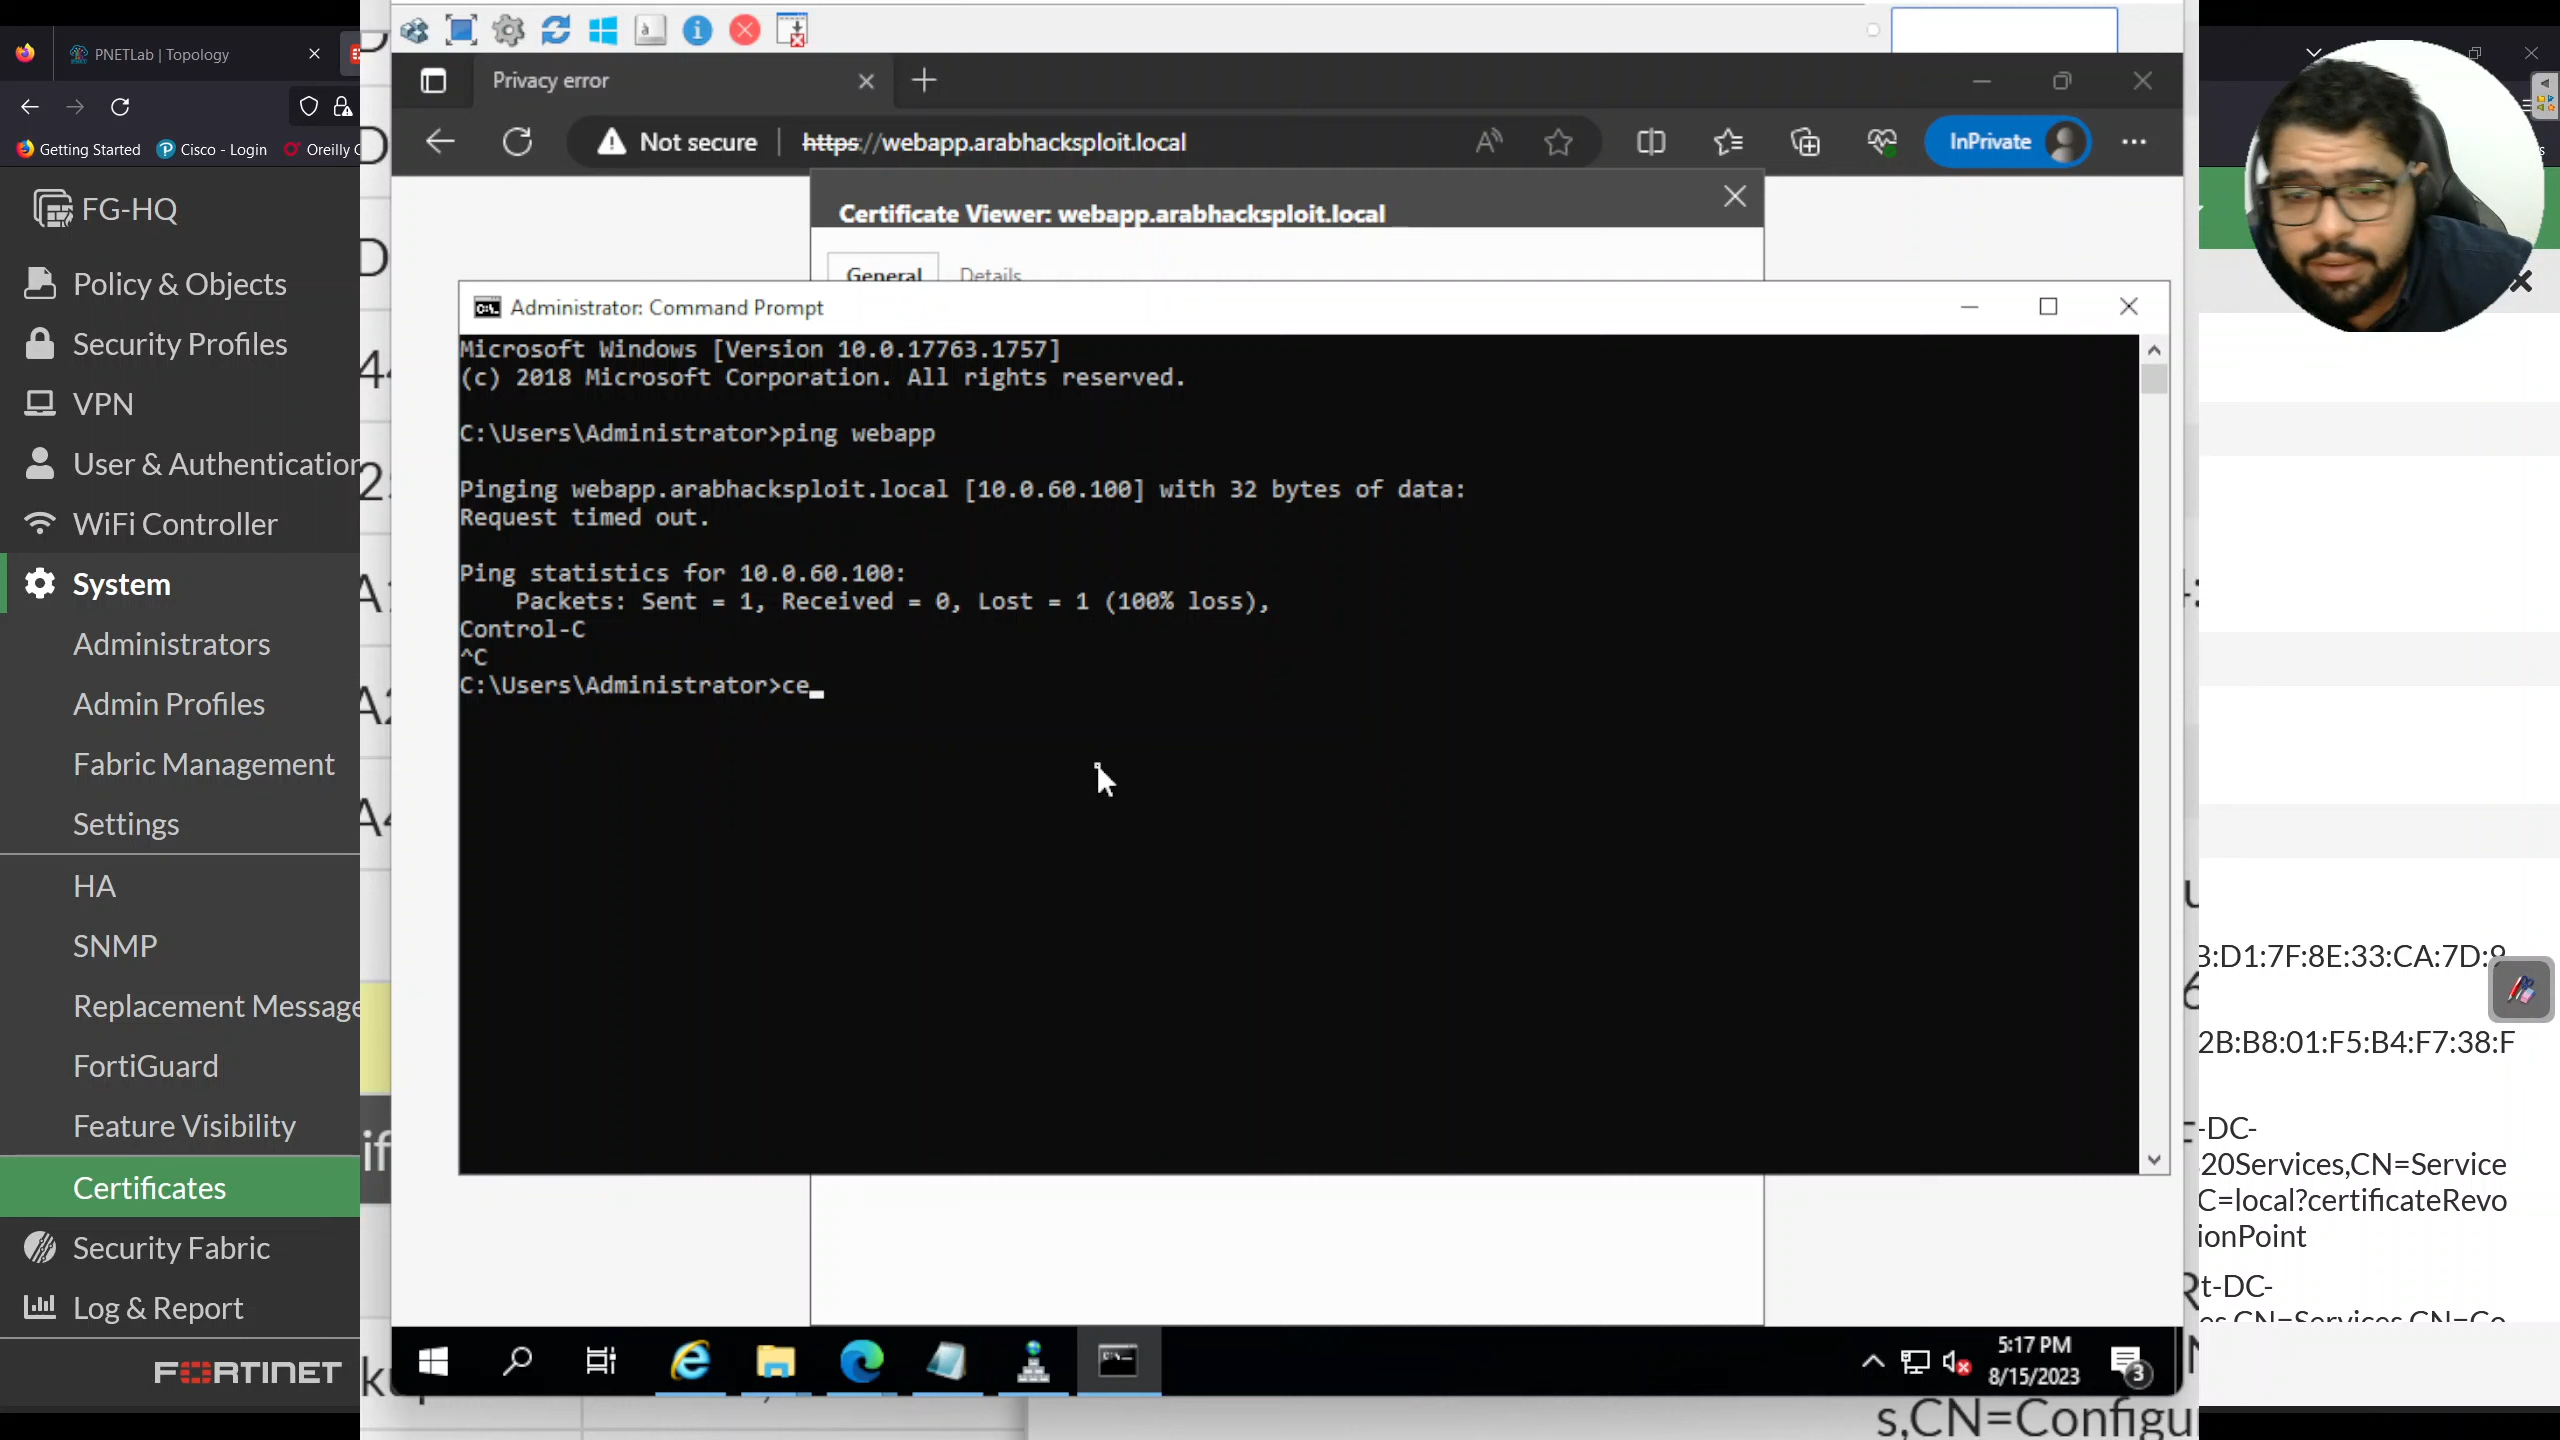 PNETLab | Topology
Getting Started
Cisco - Login
Oreilly
FG-HQ
Policy & Objects
Security Profiles
VPN
User & Authentication
WiFi Controller
System
Administrators
Admin Profiles
Fabric Management
Settings
HA
SNMP
Replacement Message
FortiGuard
Feature Visibility
Certificates
Security Fabric
Log & Report
FORTINET
Privacy error
Not secure
https://webapp.arabhacksploit.local
InPrivate
Certificate Viewer: webapp.arabhacksploit.local
General
Details
Administrator: Command Prompt
Microsoft Windows [Version 10.0.17763.1757]
(c) 2018 Microsoft Corporation. All rights reserved.
C:\Users\Administrator>ping webapp
Pinging webapp.arabhacksploit.local [10.0.60.100] with 32 bytes of data:
Request timed out.
Ping statistics for 10.0.60.100:
Packets: Sent = 1, Received = 0, Lost = 1 (100% loss),
Control-C
^C
C:\Users\Administrator>ce
5:17 PM
8/15/2023
3
B:D1:7F:8E:33:CA:7D:9
2B:B8:01:F5:B4:F7:38:F
-DC-
20Services,CN=Service
C=local?certificateRevo
ionPoint
t-DC-
es,CN=Services,CN=Co
s,CN=Configu